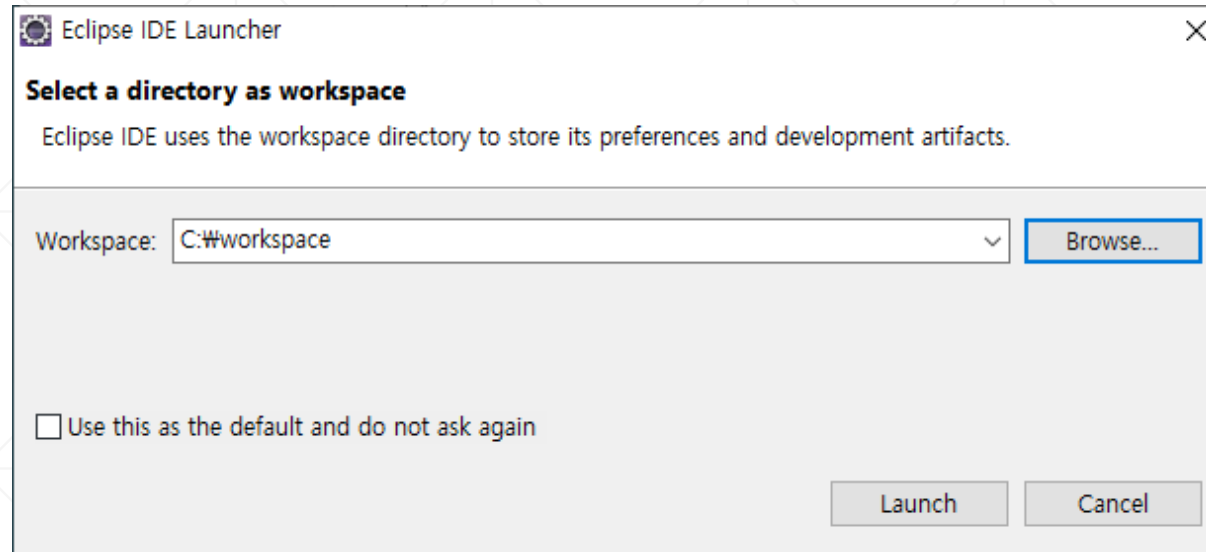 Eclipse IDE Launcher
Select a directory as workspace
Eclipse IDE uses the workspace directory to store its preferences and development artifacts.
Workspace: C:₩workspace Browse...
Use this as the default and do not ask again
Launch Cancel